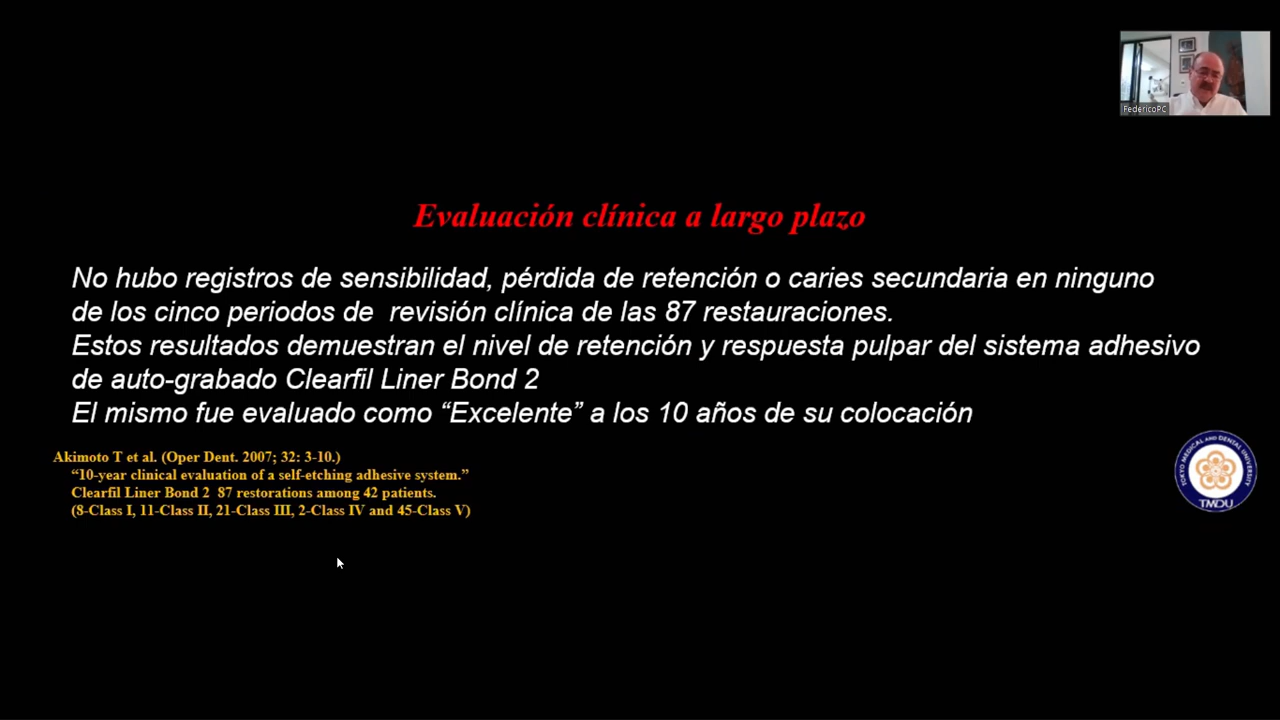 FedericoPC
Evaluación clínica a largo plazo
No hubo registros de sensibilidad, pérdida de retención o caries secundaria en ninguno
de los cinco periodos de  revisión clínica de las 87 restauraciones.
Estos resultados demuestran el nivel de retención y respuesta pulpar del sistema adhesivo
de auto-grabado Clearfil Liner Bond 2
El mismo fue evaluado como “Excelente” a los 10 años de su colocación
Akimoto T et al. (Oper Dent. 2007; 32: 3-10.)
“10-year clinical evaluation of a self-etching adhesive system.”
Clearfil Liner Bond 2  87 restorations among 42 patients.
(8-Class I, 11-Class II, 21-Class III, 2-Class IV and 45-Class V)
TOKYO MEDICAL AND DENTAL UNIVERSITY
TMDU